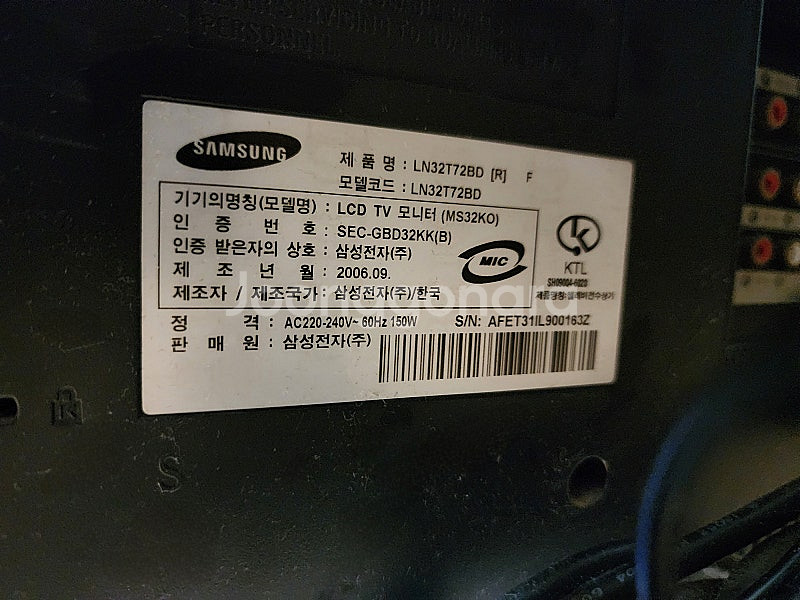 PERSONNEL
SAMSUNG
제 품 명 : LN32T72BD [R] F
모델코드 : LN32T72BD
기기의명칭(모델명) : LCD TV 모니터 (MS32KO)
인 증 번 호 : SEC-GBD32KK(B)
인증 받은자의 상호 : 삼성전자(주)
제 조 년 월 : 2006.09.
제조자 / 제조국가 : 삼성전자(주)/한국
MIC
KTL
SH09004-6020
정 격 : AC220-240V~ 60Hz 150W
S/N: AFET31IL900163Z
판 매 원 : 삼성전자(주)
K
S